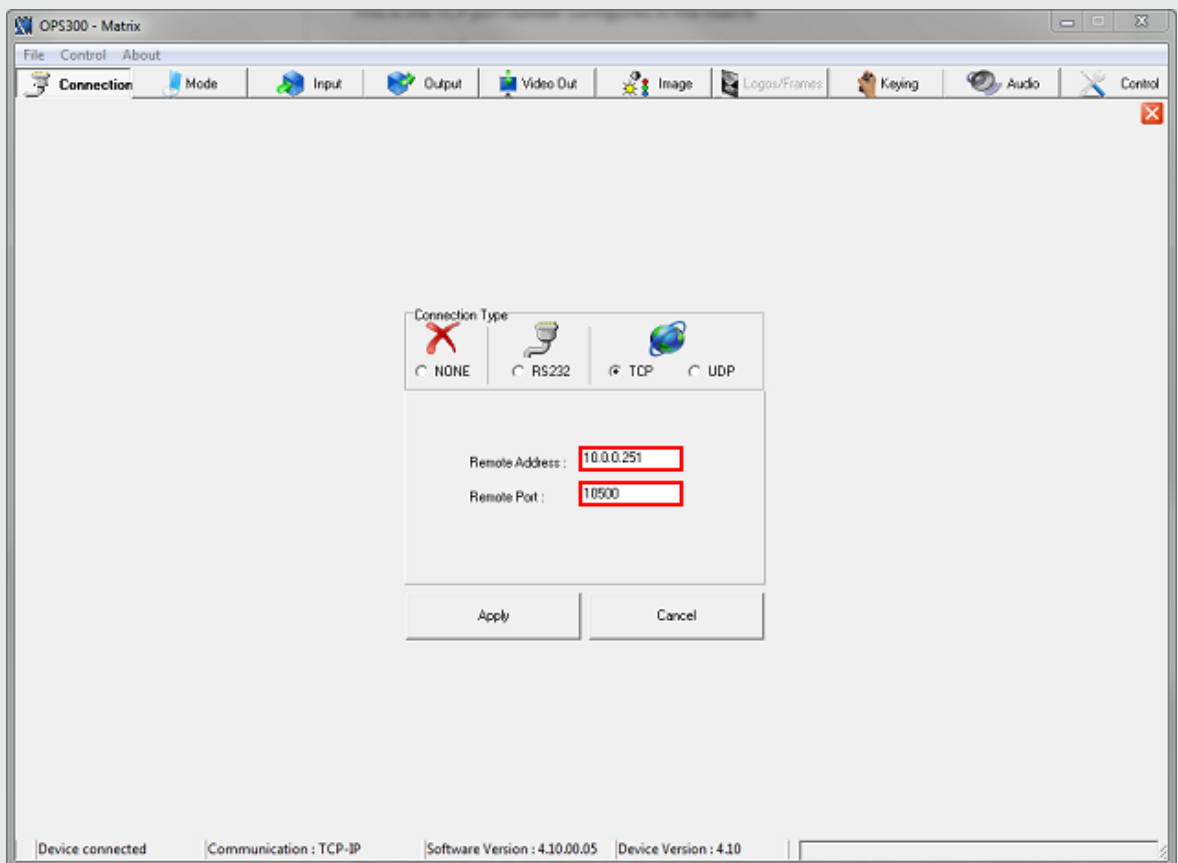 OPS300 - Matrix
File Control About
Connection Mode Input Output Video Out Image Logos/Frames Keying Audio Control
Connection Type
NONE RS232 TCP UDP
Remote Address : 10.0.0.251
Remote Port : 10500
Apply Cancel
Device connected Communication : TCP-IP Software Version : 4.10.00.05 Device Version : 4.10